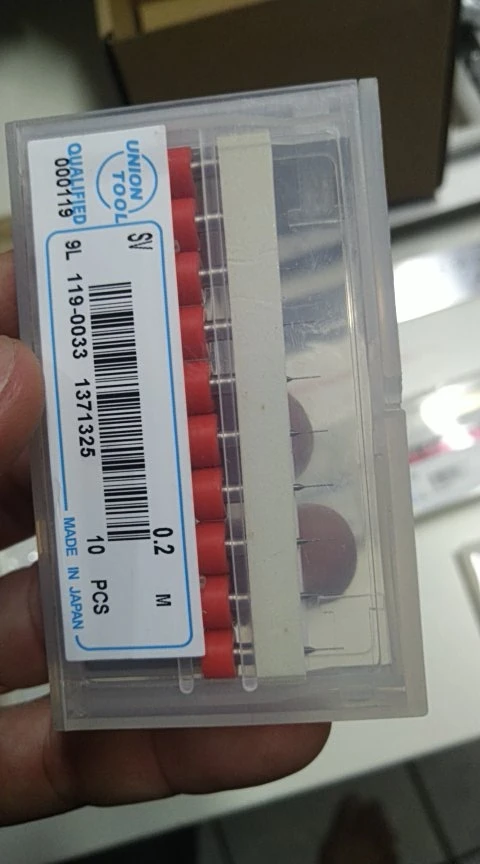 UNION
TOOL
QUALIFIED
000119
SV
9L 119-0033 1371325
0.2 M
10 PCS
MADE IN JAPAN